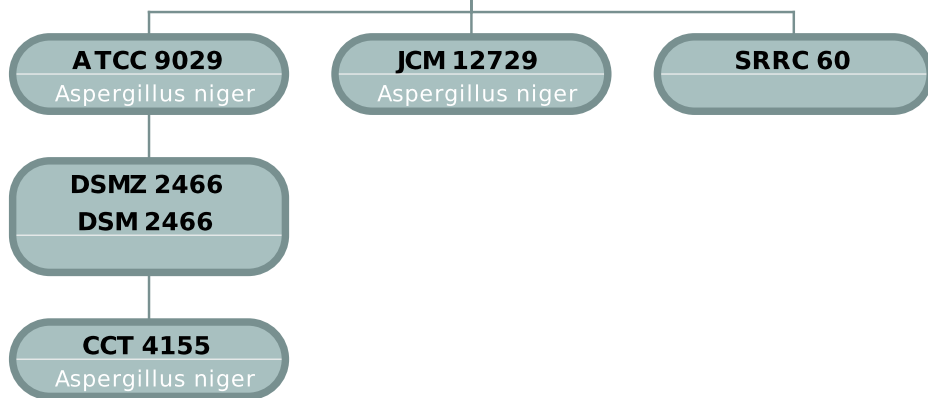 ATCC 9029
Aspergillus niger
JCM 12729
Aspergillus niger
SRRC 60
DSMZ 2466
DSM 2466
CCT 4155
Aspergillus niger